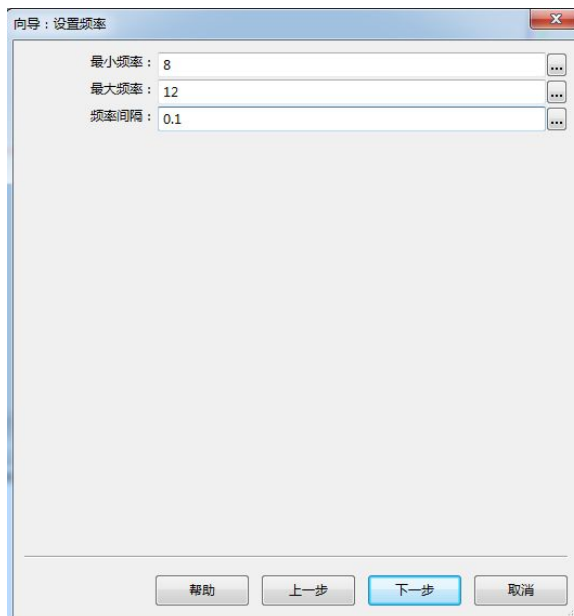 向导：设置频率
最小频率： 8 ...
最大频率： 12 ...
频率间隔： 0.1 ...
帮助 上一步 下一步 取消